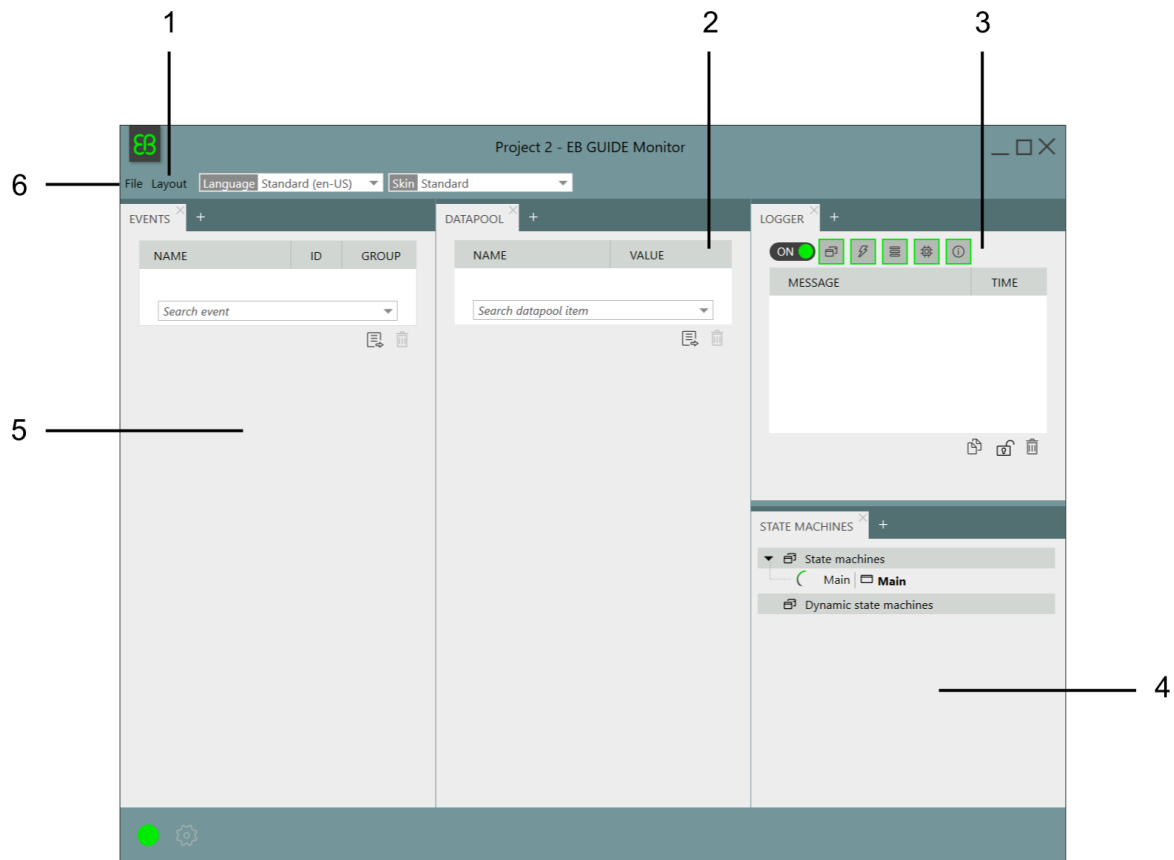 1 2 3
EB
Project 2 - EB GUIDE Monitor
6
File Layout Language Standard (en-US) Skin Standard
EVENTS +
NAME ID GROUP
Search event
5
DATAPOOL +
NAME VALUE
Search datapool item
LOGGER +
ON
MESSAGE TIME
STATE MACHINES +
State machines
Main Main
Dynamic state machines
4